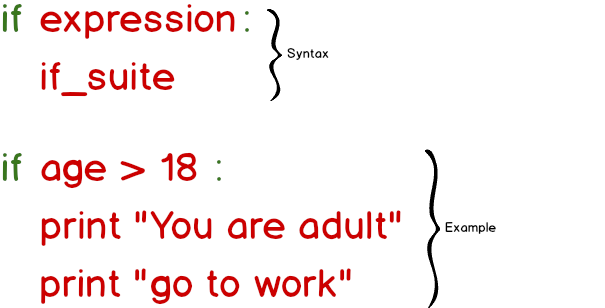 if expression:
if_suite
Syntax
if age > 18 :
print "You are adult"
print "go to work"
Example